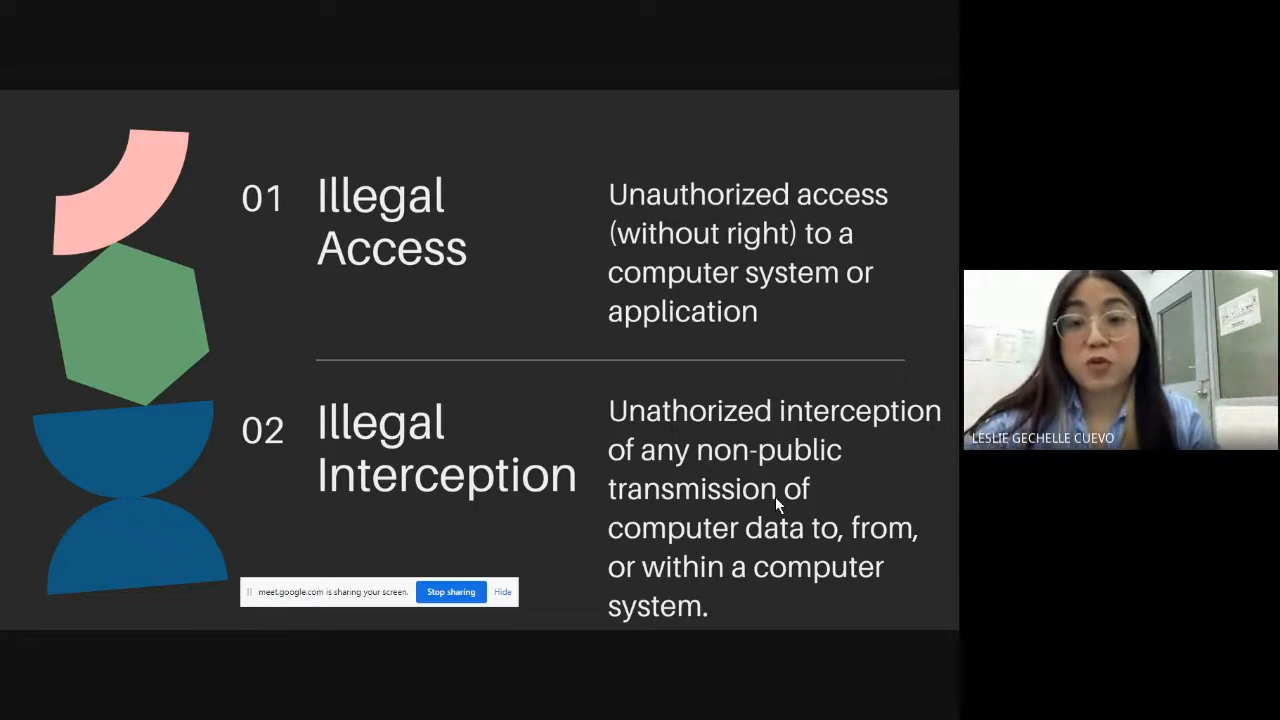 01
Illegal
Access
Unauthorized access
(without right) to a
computer system or
application
02
Illegal
Interception
Unathorized interception
of any non-public
transmission of
computer data to, from,
or within a computer
system.
meet.google.com is sharing your screen.
Stop sharing
Hide
LESLIE GECHELLE CUEVO